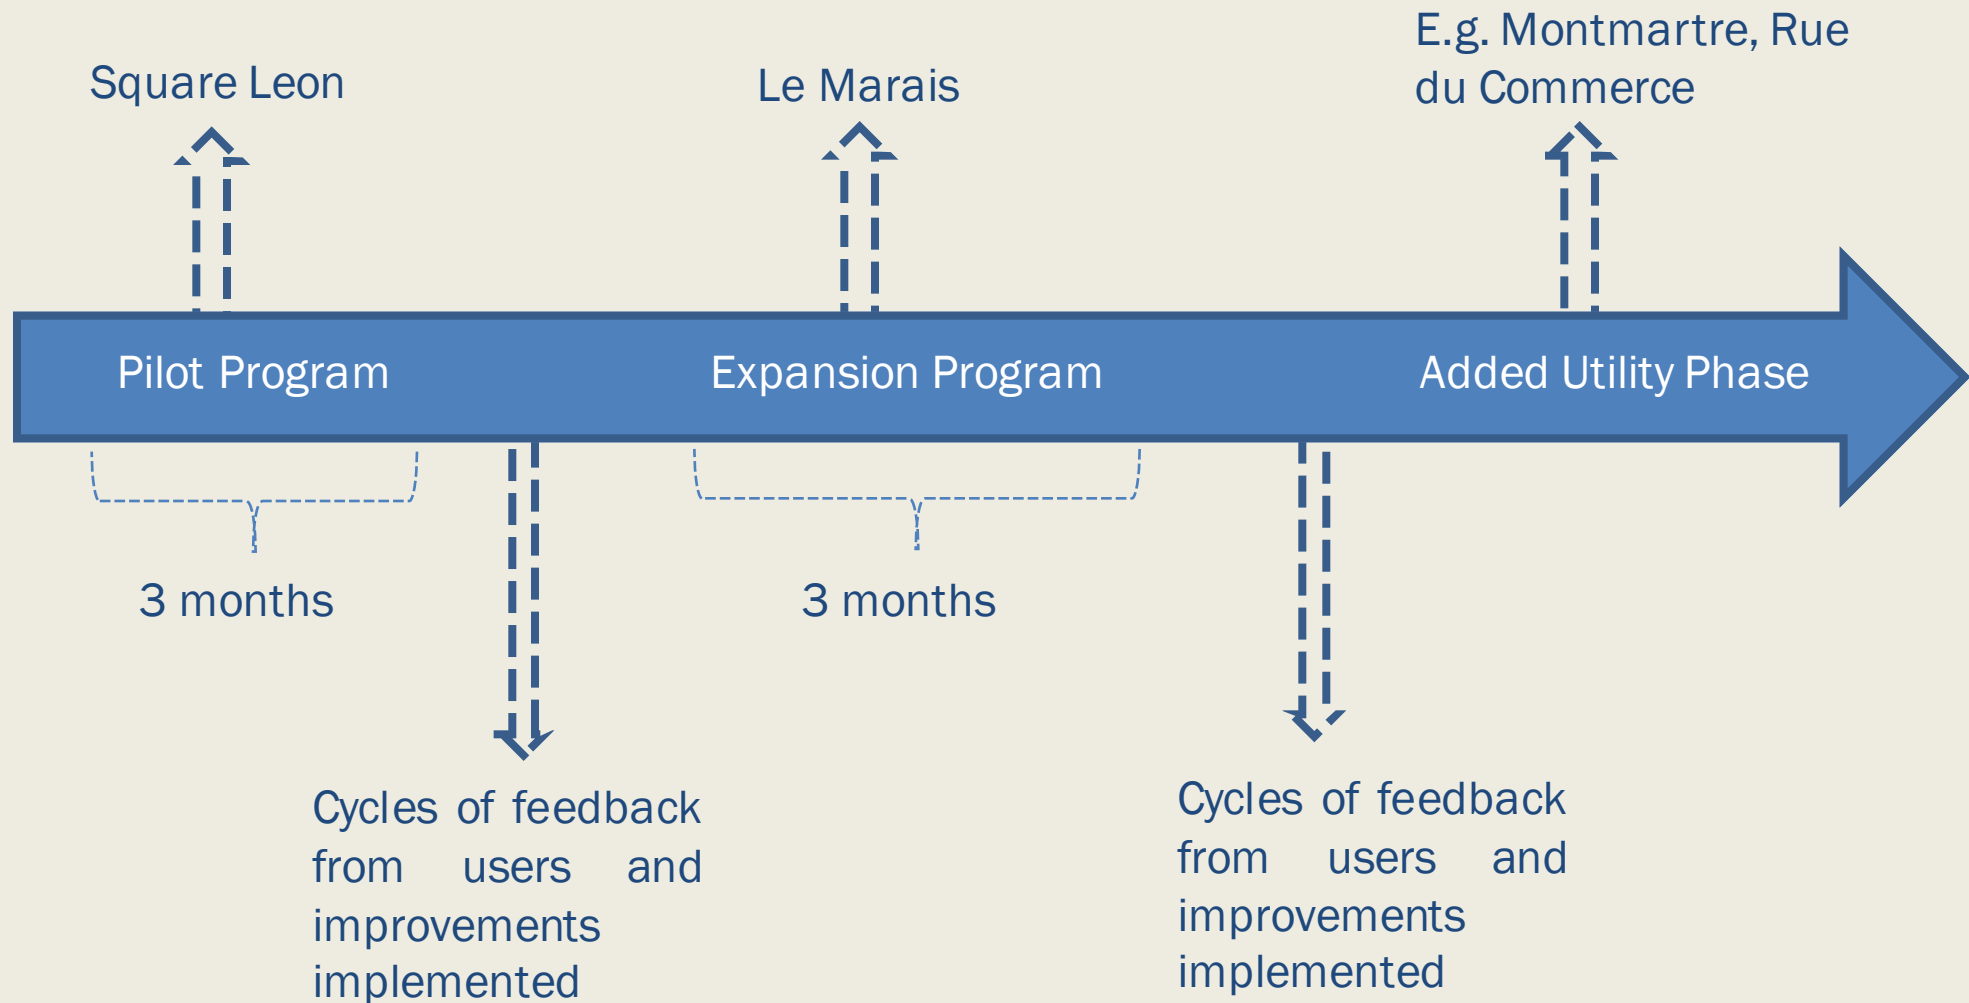 Square Leon
Le Marais
E.g. Montmartre, Rue
du Commerce
Pilot Program
Expansion Program
Added Utility Phase
3 months
3 months
Cycles of feedback
from users and
improvements
implemented
Cycles of feedback
from users and
improvements
implemented